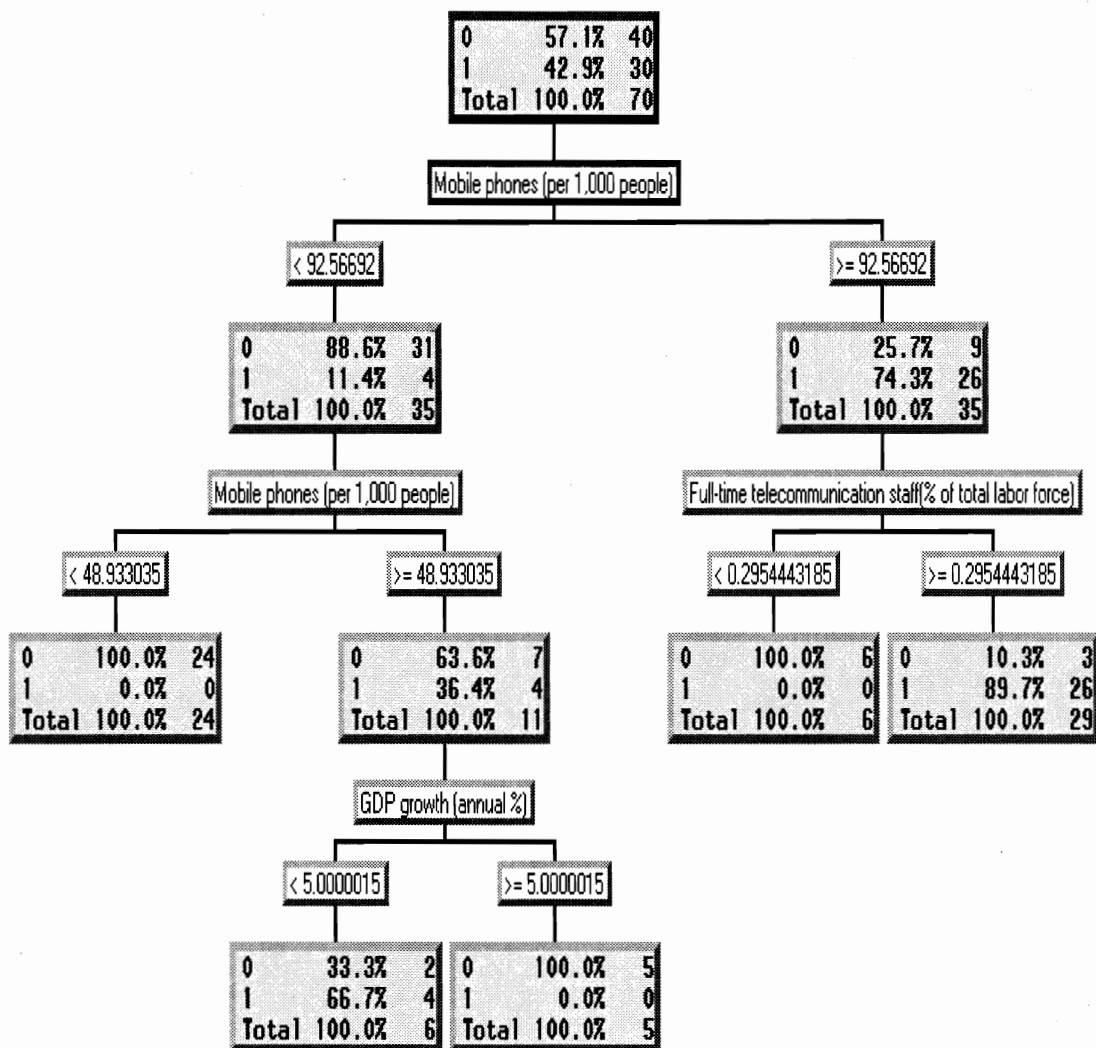 0 57.1% 40
1 42.9% 30
Total 100.0% 70
Mobile phones (per 1,000 people)
< 92.56692
>= 92.56692
0 88.6% 31
1 11.4% 4
Total 100.0% 35
0 25.7% 9
1 74.3% 26
Total 100.0% 35
Mobile phones (per 1,000 people)
Full-time telecommunication staff(% of total labor force)
< 48.933035
>= 48.933035
< 0.2954443185
>= 0.2954443185
0 100.0% 24
1 0.0% 0
Total 100.0% 24
0 63.6% 7
1 36.4% 4
Total 100.0% 11
0 100.0% 6
1 0.0% 0
Total 100.0% 6
0 10.3% 3
1 89.7% 26
Total 100.0% 29
GDP growth (annual %)
< 5.0000015
>= 5.0000015
0 33.3% 2
1 66.7% 4
Total 100.0% 6
0 100.0% 5
1 0.0% 0
Total 100.0% 5